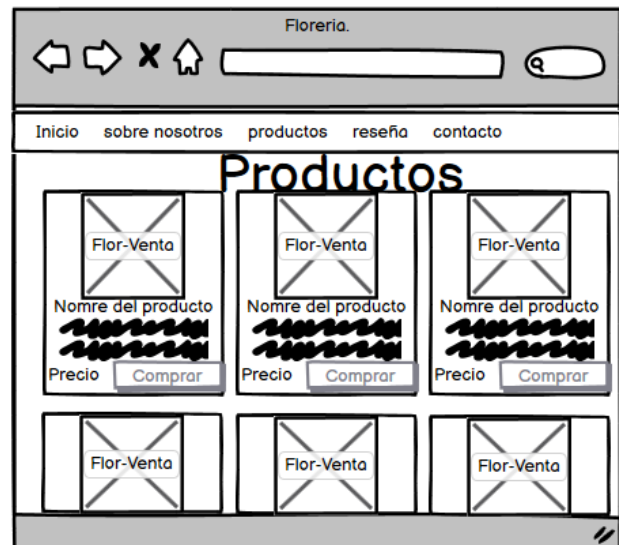 Floreria.
Inicio sobre nosotros productos reseña contacto
Productos
Flor-Venta Flor-Venta Flor-Venta
Nomre del producto Nomre del producto Nomre del producto
Precio Comprar Precio Comprar Precio Comprar
Flor-Venta Flor-Venta Flor-Venta